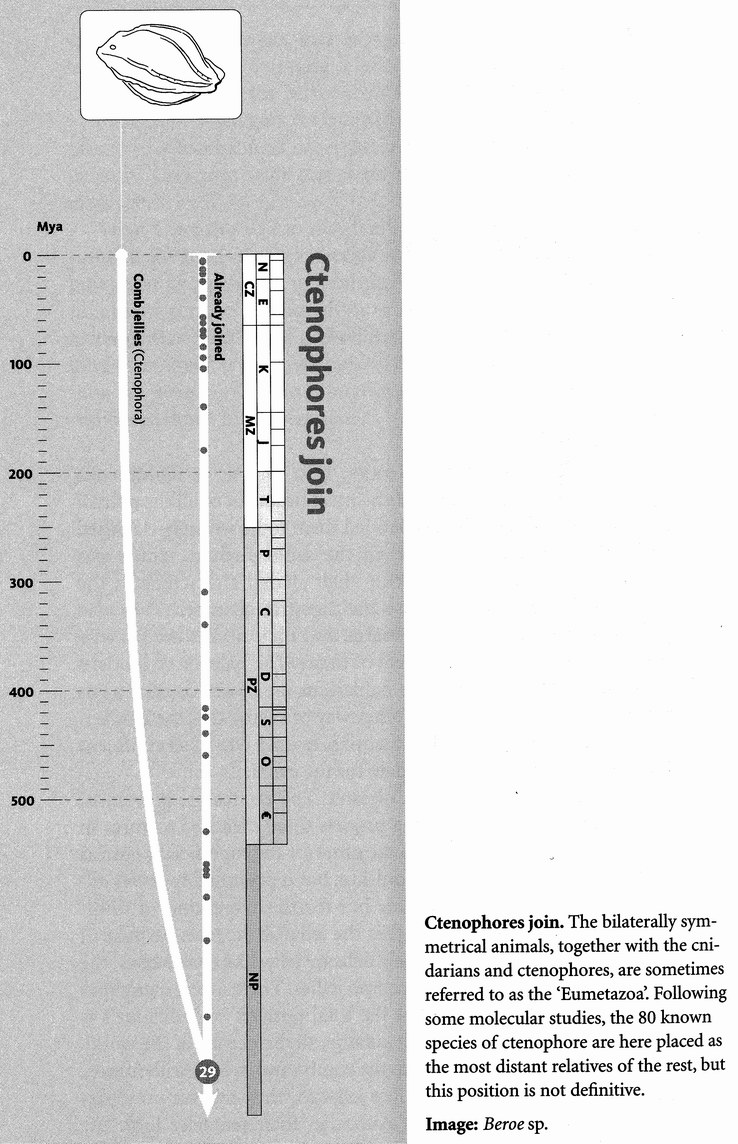 Mya
0
100
200
300
400
500
Comb jellies (Ctenophora)
Already joined
N
E
K
J
T
P
C
D
S
O
€
CZ
MZ
PZ
NP
Ctenophores join
29
Ctenophores join. The bilaterally sym-
metrical animals, together with the cni-
darians and ctenophores, are sometimes
referred to as the ‘Eumetazoa’. Following
some molecular studies, the 80 known
species of ctenophore are here placed as
the most distant relatives of the rest, but
this position is not definitive.
Image: Beroe sp.